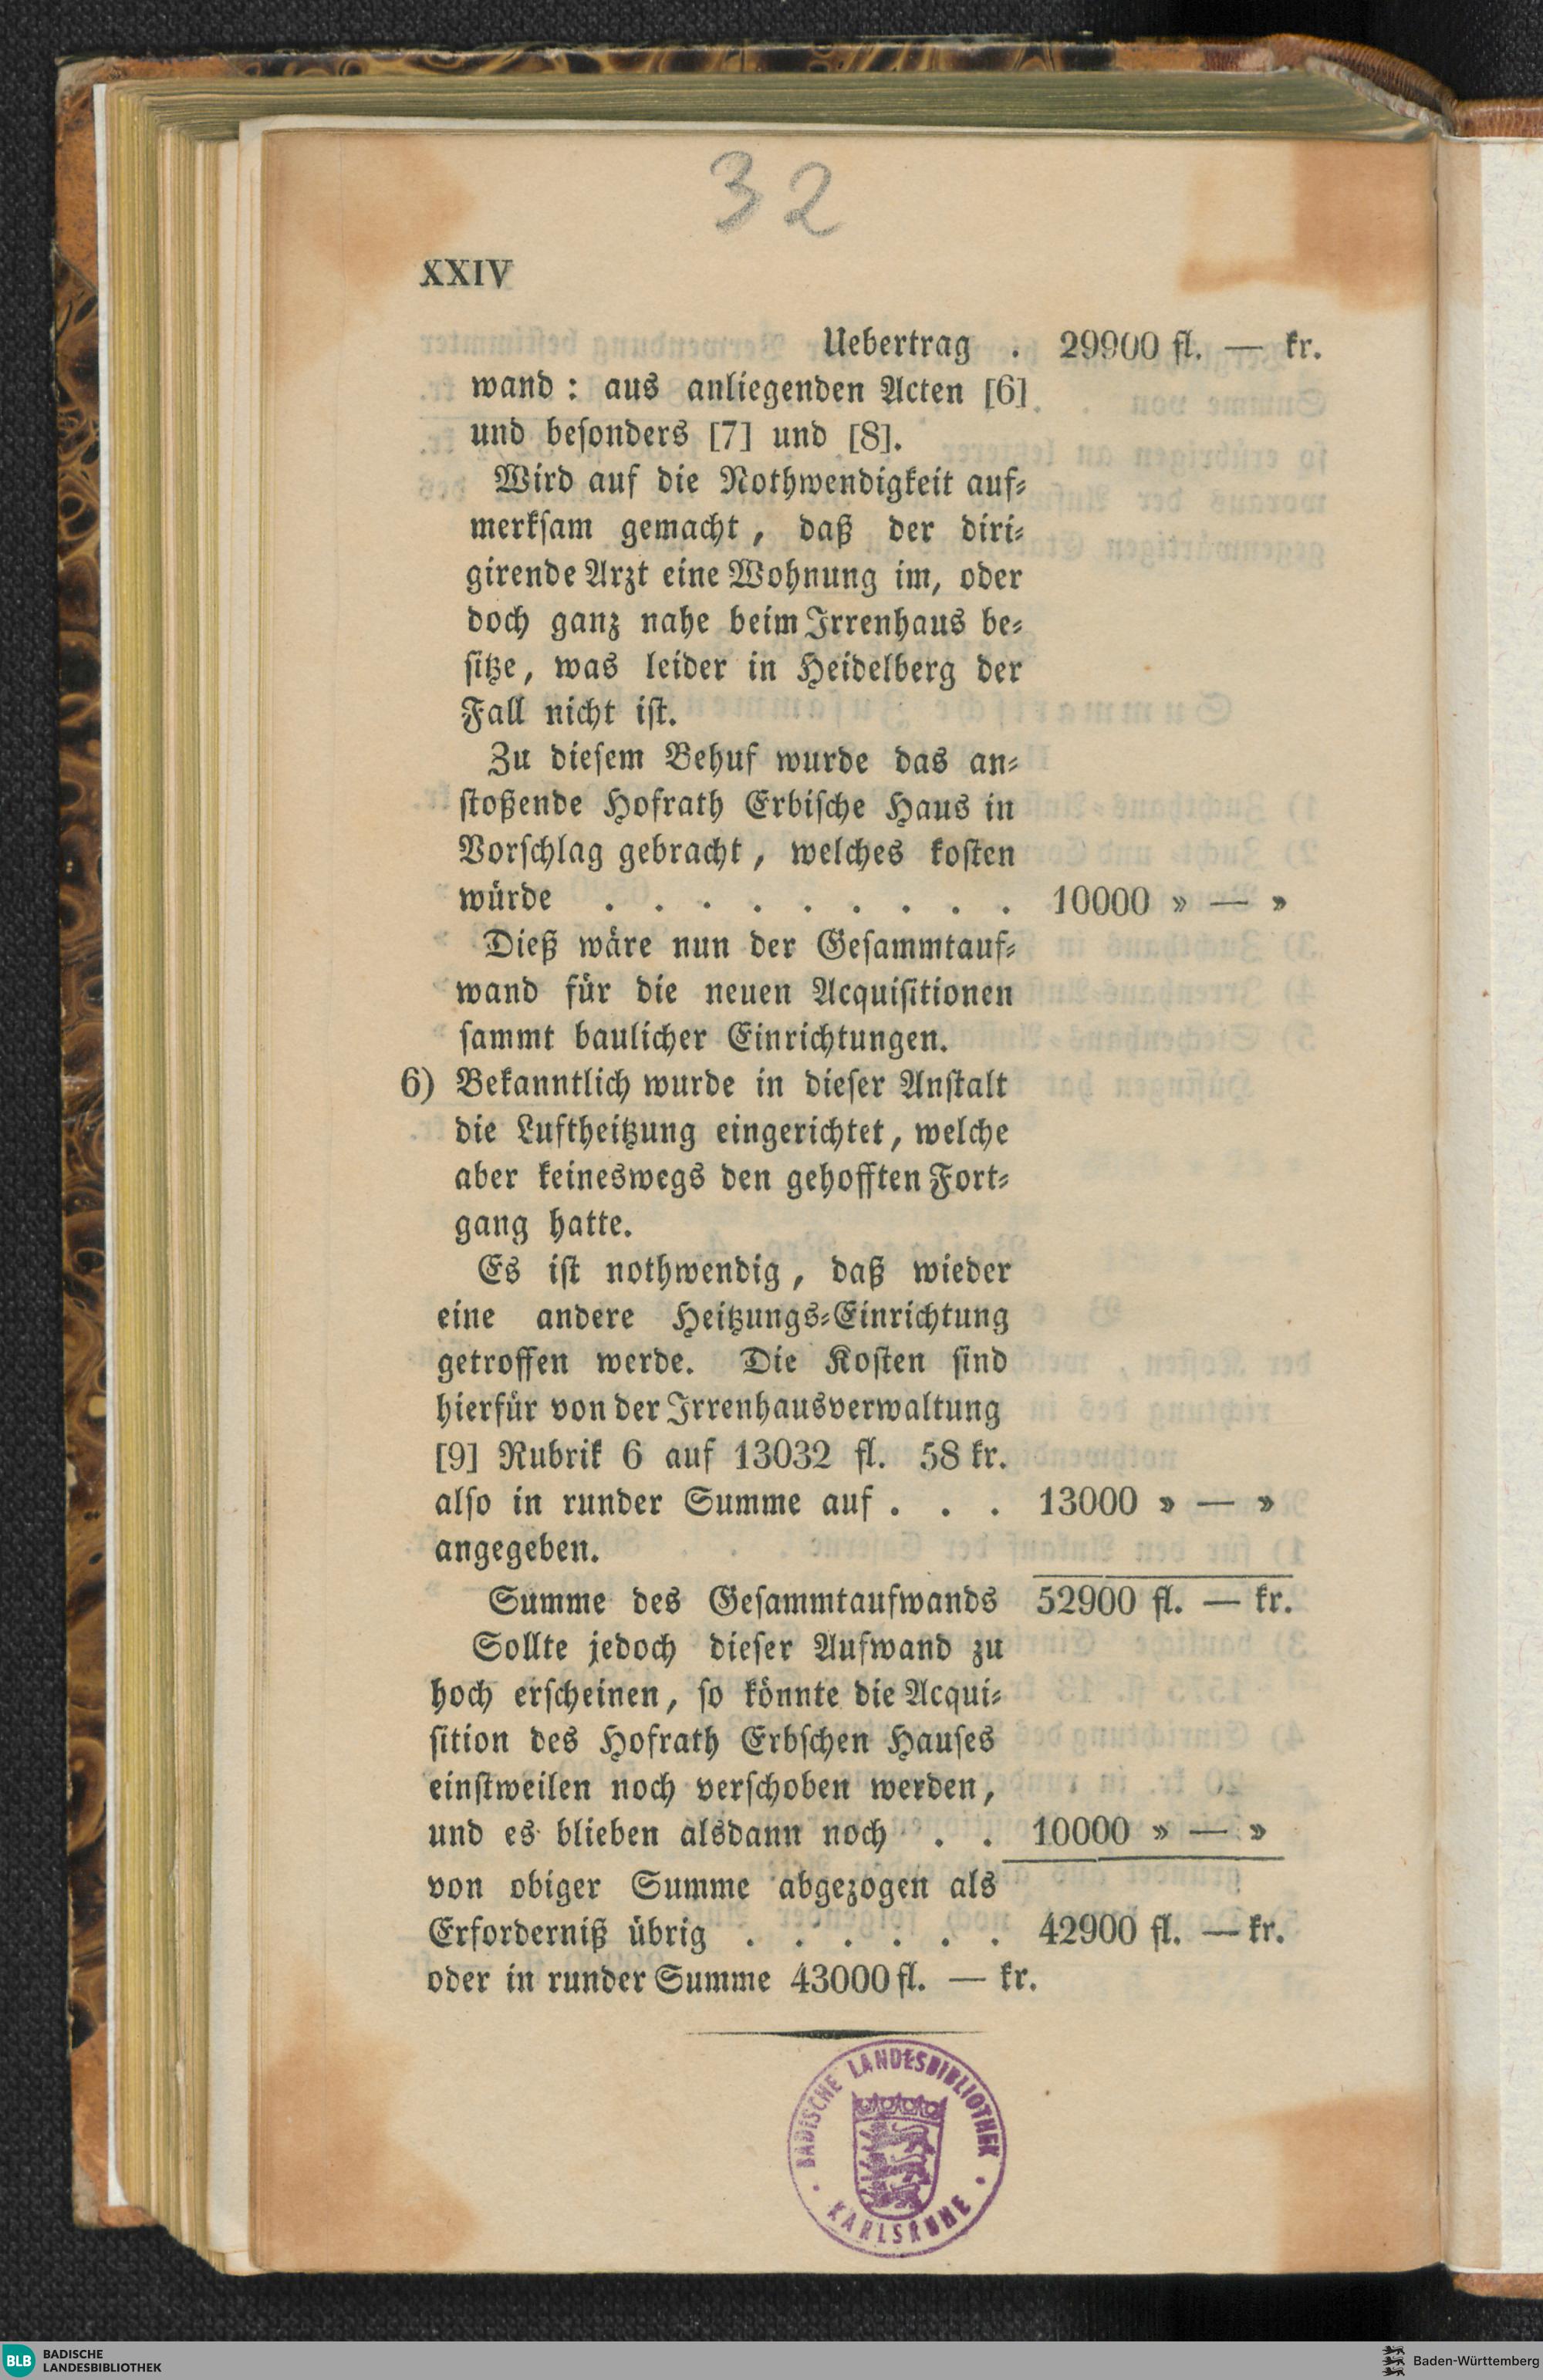 32
XXIV
Uebertrag . 29900 fl. — kr.
wand: aus anliegenden Acten [6]
und besonders [7] und [8].
Wird auf die Nothwendigkeit auf⸗
merksam gemacht, daß der diri⸗
girende Arzt eine Wohnung im, oder
doch ganz nahe beim Irrenhaus be⸗
sitze, was leider in Heidelberg der
Fall nicht ist.
Zu diesem Behuf wurde das an⸗
stoßende Hofrath Erbische Haus in
Vorschlag gebracht, welches kosten
würde . . . . . . . . . 10000 » — »
Dieß wäre nun der Gesammtauf⸗
wand für die neuen Acquisitionen
sammt baulicher Einrichtungen.
6) Bekanntlich wurde in dieser Anstalt
die Luftheitzung eingerichtet, welche
aber keineswegs den gehofften Fort⸗
gang hatte.
Es ist nothwendig, daß wieder
eine andere Heitzungs⸗Einrichtung
getroffen werde. Die Kosten sind
hierfür von der Irrenhausverwaltung
[9] Rubrik 6 auf 13032 fl. 58 kr.
also in runder Summe auf . . . 13000 » — »
angegeben.
Summe des Gesammtaufwands 52900 fl. — kr.
Sollte jedoch dieser Aufwand zu
hoch erscheinen, so könnte die Acqui⸗
sition des Hofrath Erbschen Hauses
einstweilen noch verschoben werden,
und es blieben alsdann noch . . 10000 » — »
von obiger Summe abgezogen als
Erforderniß übrig . . . . . . 42900 fl. — kr.
oder in runder Summe 43000 fl. — kr.
BADISCHE LANDESBIBLIOTHEK
KARLSRUHE
BLB BADISCHE
LANDESBIBLIOTHEK
Baden-Württemberg